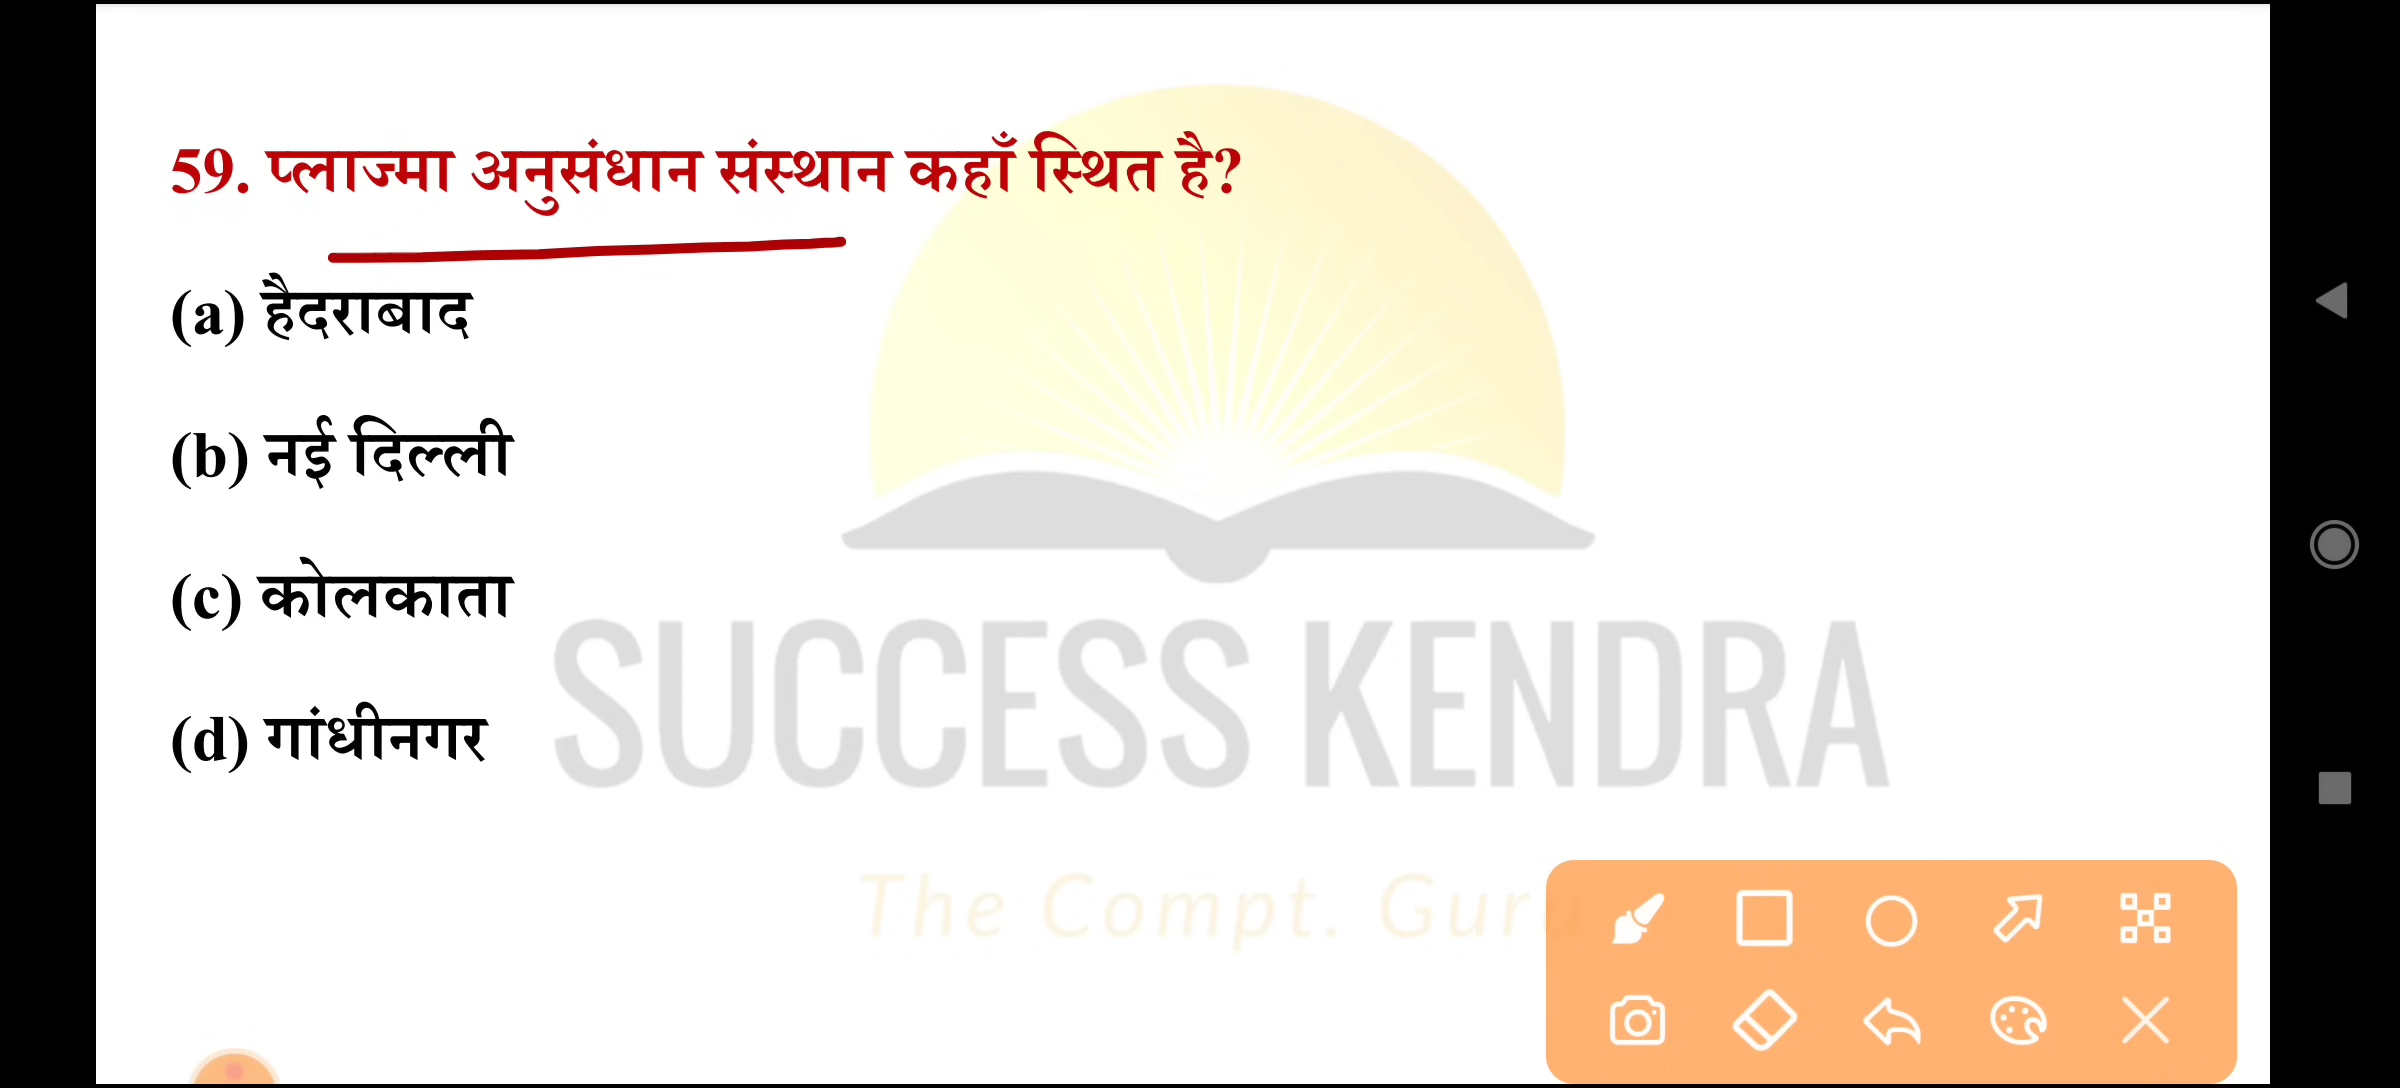 59. प्लाज्मा अनुसंधान संस्थान कहाँ स्थित है?
(a) हैदराबाद
(b) नई दिल्ली
(c) कोलकाता
(d) गांधीनगर
SUCCESS KENDRA
The Compt. Guru